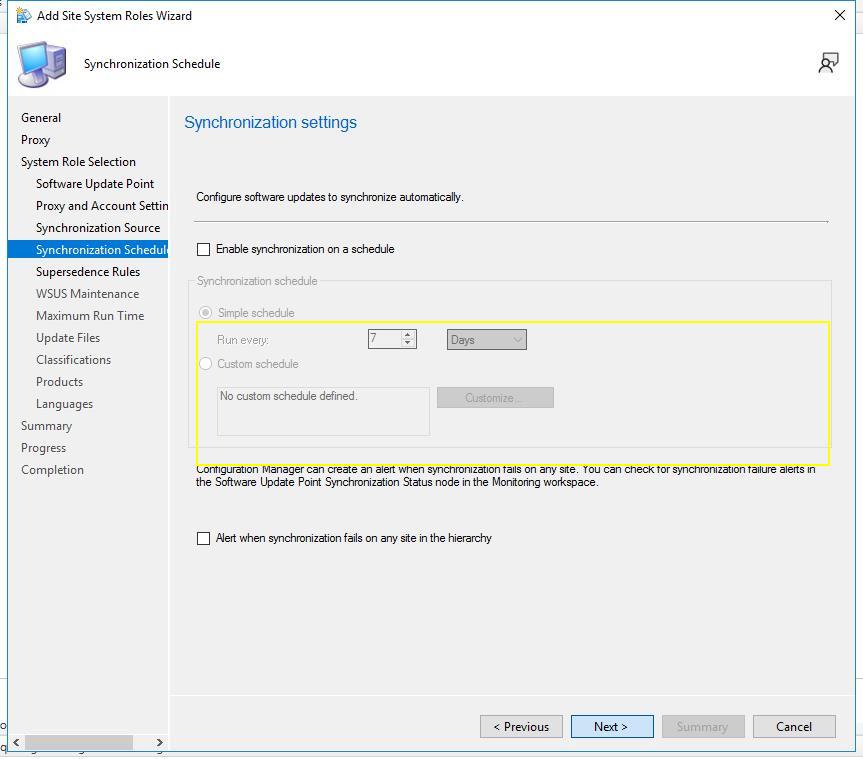 Add Site System Roles Wizard
Synchronization Schedule
General
Proxy
System Role Selection
Software Update Point
Proxy and Account Settin
Synchronization Source
Synchronization Schedul
Supersedence Rules
WSUS Maintenance
Maximum Run Time
Update Files
Classifications
Products
Languages
Summary
Progress
Completion
Synchronization settings
Configure software updates to synchronize automatically.
Enable synchronization on a schedule
Synchronization schedule
Simple schedule
Run every: 7 Days
Custom schedule
No custom schedule defined. Customize...
Configuration Manager can create an alert when synchronization fails on any site. You can check for synchronization failure alerts in
the Software Update Point Synchronization Status node in the Monitoring workspace.
Alert when synchronization fails on any site in the hierarchy
< Previous Next > Summary Cancel